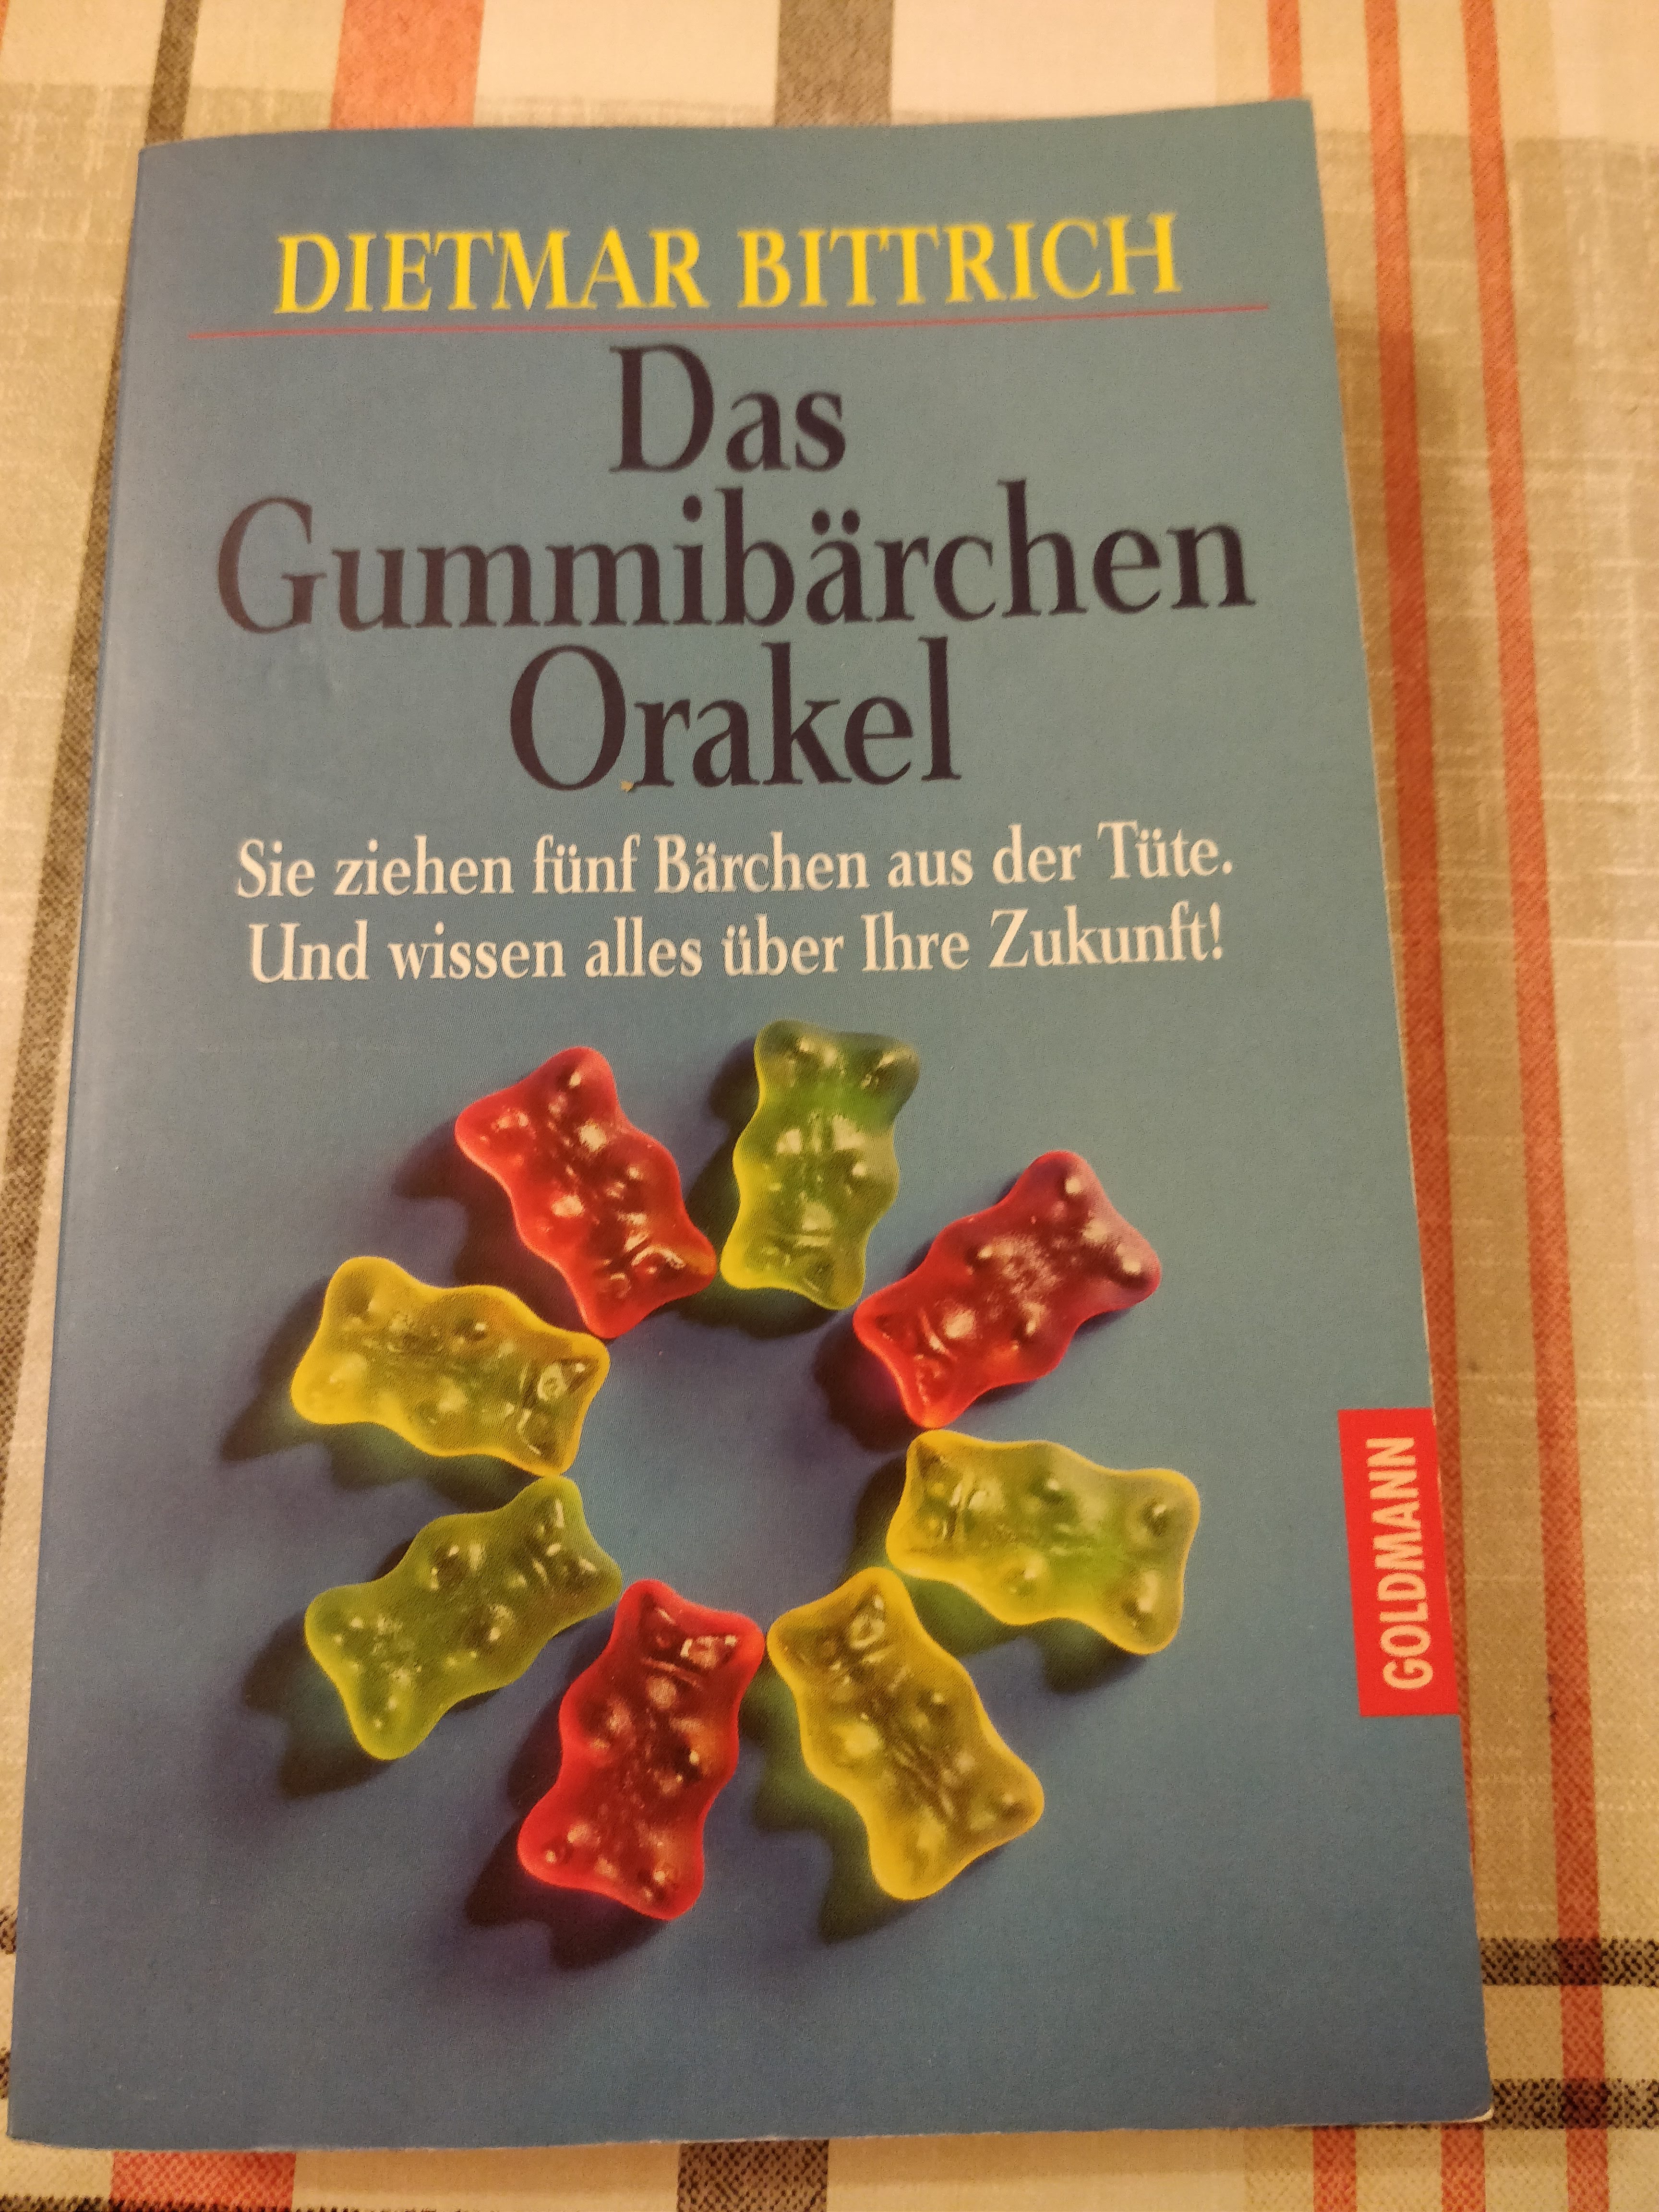 DIETMAR BITTRICH
Das
Gummibärchen
Orakel
Sie ziehen fünf Bärchen aus der Tüte.
Und wissen alles über Ihre Zukunft!
GOLDMANN